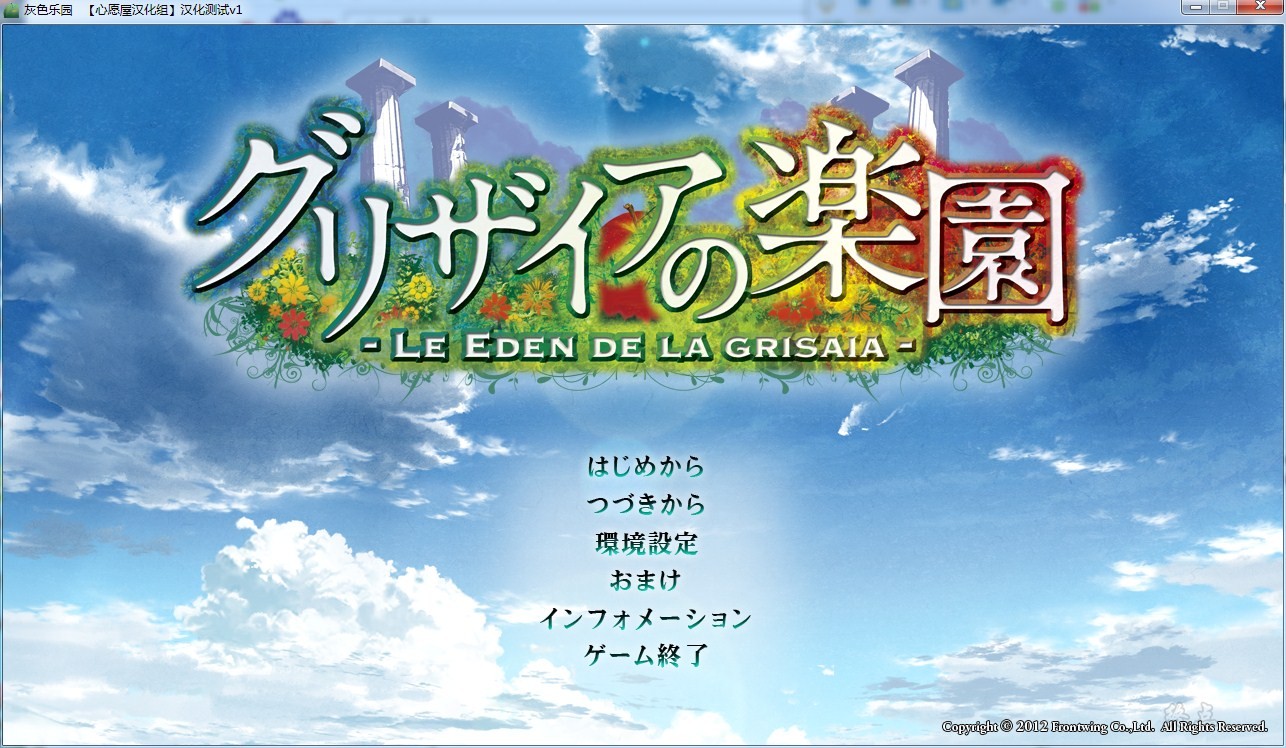 灰色乐园 【心愿屋汉化组】汉化测试v1
グリザイアの楽園
- LE EDEN DE LA GRISAIA -
はじめから
つづきから
環境設定
おまけ
インフォメーション
ゲーム終了
Copyright © 2012 Frontwing Co.,Ltd. All Rights Reserved.